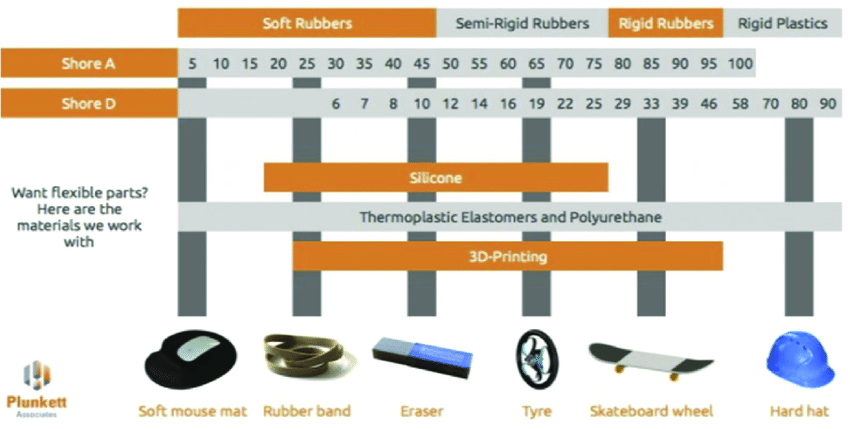 Soft Rubbers Semi-Rigid Rubbers Rigid Rubbers Rigid Plastics
Shore A 5 10 15 20 25 30 35 40 45 50 55 60 65 70 75 80 85 90 95 100
Shore D 6 7 8 10 12 14 16 19 22 25 29 33 39 46 58 70 80 90
Silicone
Want flexible parts?
Here are the
materials we work
with
Thermoplastic Elastomers and Polyurethane
3D-Printing
Plunkett
Associates
Soft mouse mat Rubber band Eraser Tyre Skateboard wheel Hard hat